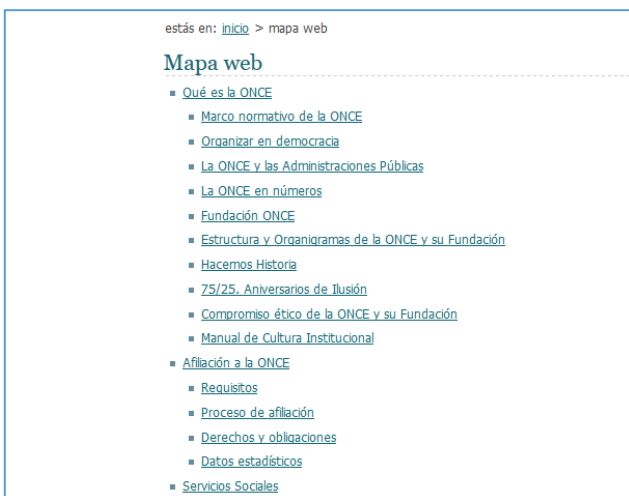 estás en: inicio > mapa web
Mapa web
Qué es la ONCE
Marco normativo de la ONCE
Organizar en democracia
La ONCE y las Administraciones Públicas
La ONCE en números
Fundación ONCE
Estructura y Organigramas de la ONCE y su Fundación
Hacemos Historia
75/25. Aniversarios de Ilusión
Compromiso ético de la ONCE y su Fundación
Manual de Cultura Institucional
Afiliación a la ONCE
Requisitos
Proceso de afiliación
Derechos y obligaciones
Datos estadísticos
Servicios Sociales